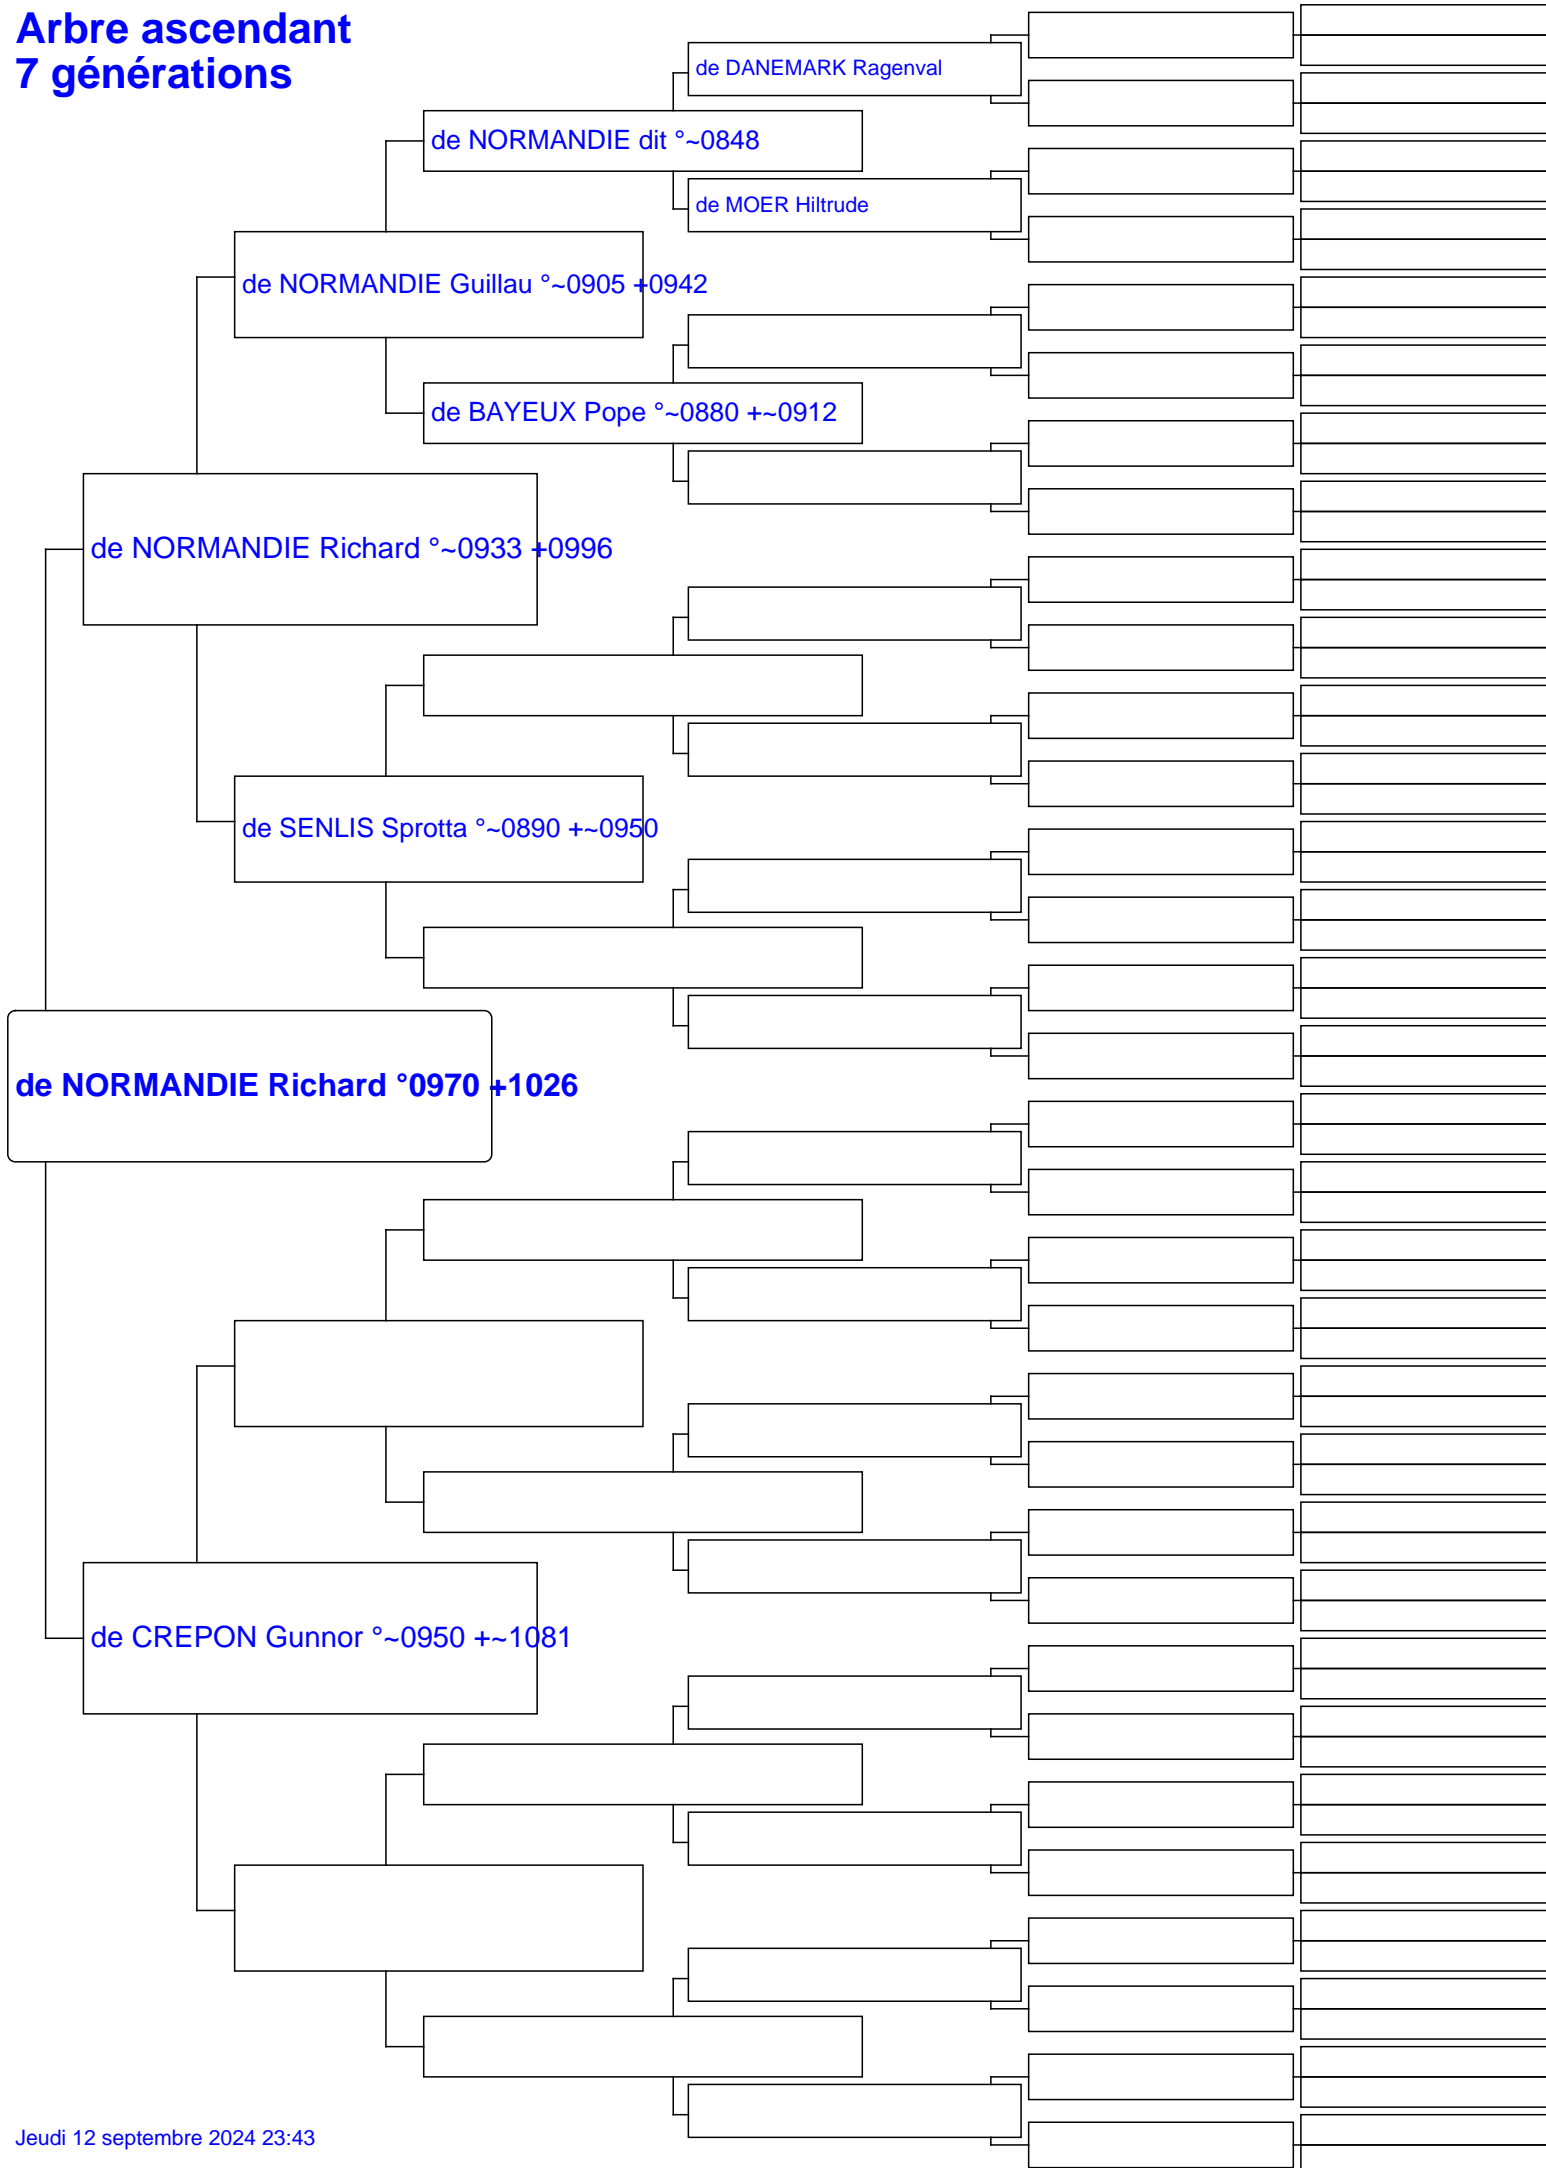 Arbre ascendant
7 générations
de DANEMARK Ragenval
de NORMANDIE dit °~0848
de MOER Hiltrude
de NORMANDIE Guillau °~0905 +0942
de BAYEUX Pope °~0880 +~0912
de NORMANDIE Richard °~0933 +0996
de SENLIS Sprotta °~0890 +~0950
de NORMANDIE Richard °0970 +1026
de CREPON Gunnor °~0950 +~1081
Jeudi 12 septembre 2024 23:43